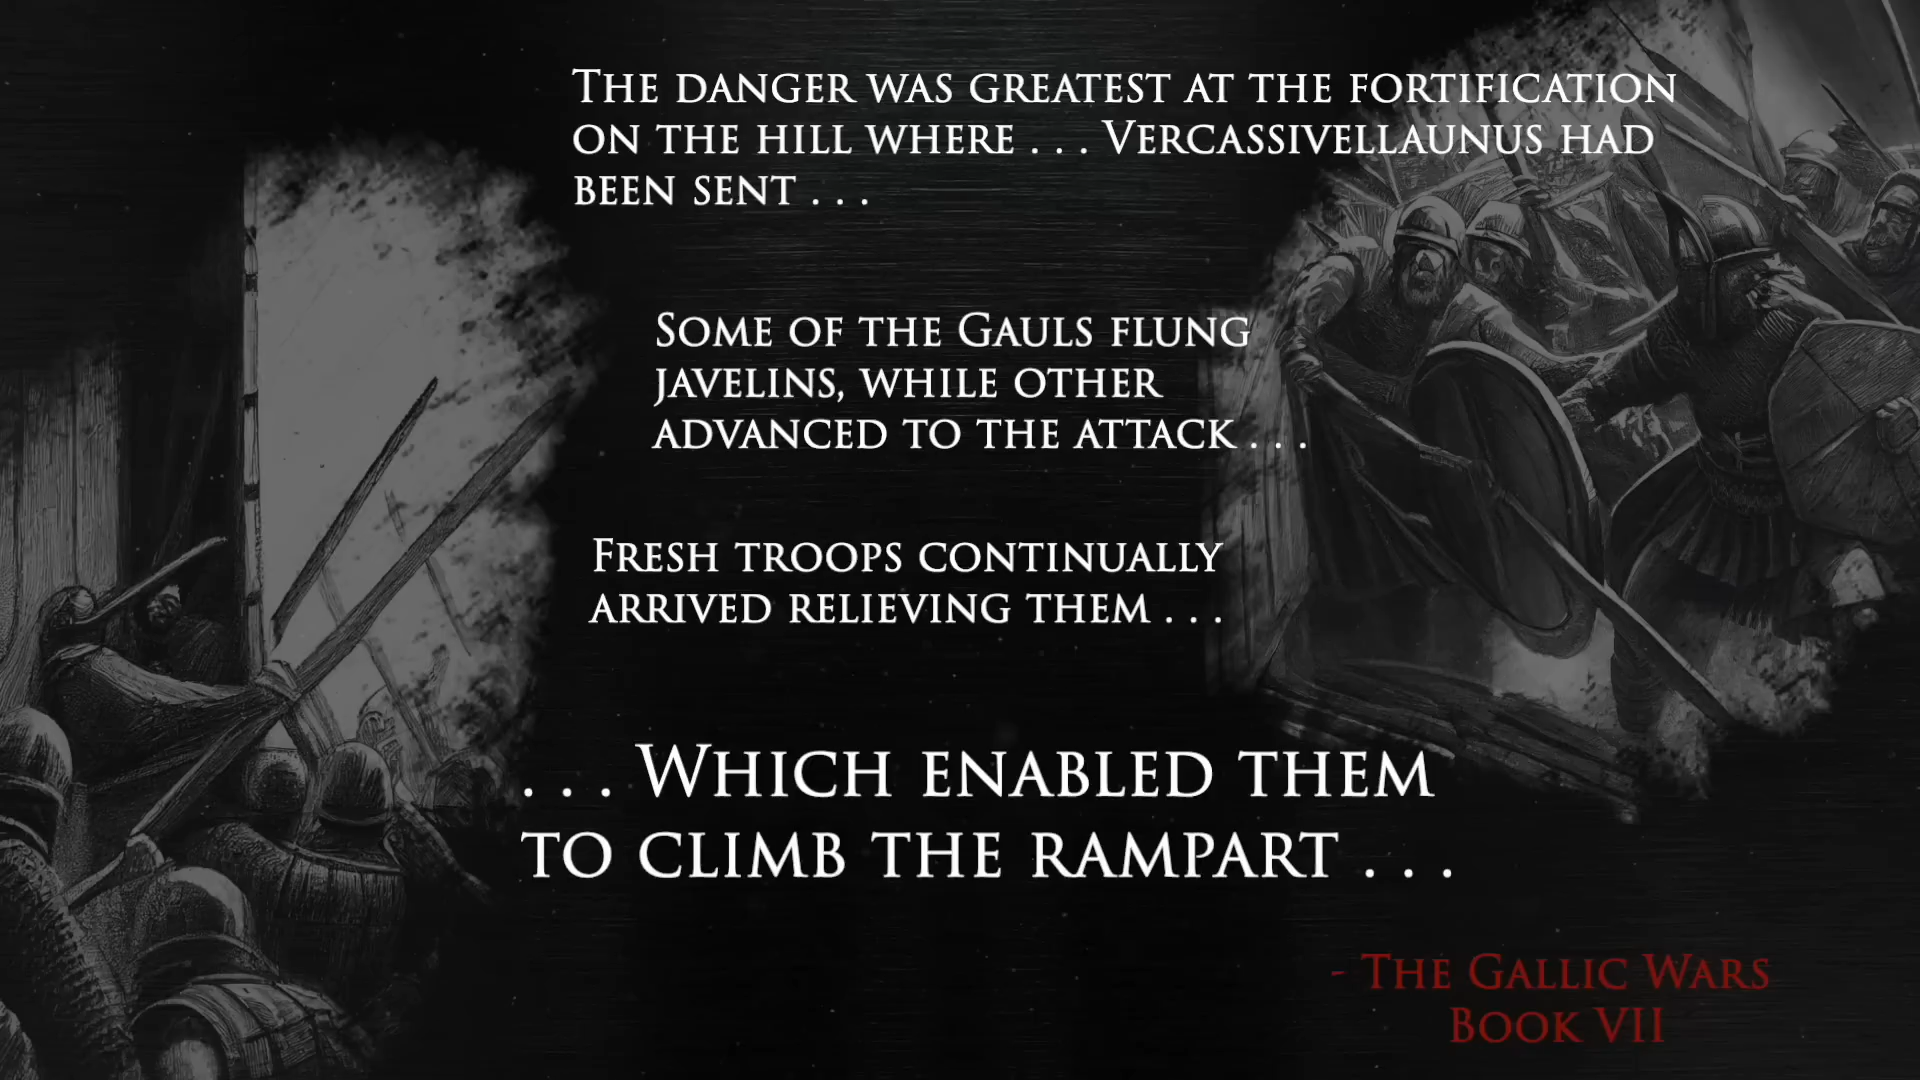 The danger was greatest at the fortification
on the hill where . . . Vercassivellaunus had
been sent . . .
Some of the Gauls flung
javelins, while other
advanced to the attack . . .
Fresh troops continually
arrived relieving them . . .
. . . Which enabled them
to climb the rampart . . .
- The Gallic Wars
Book VII